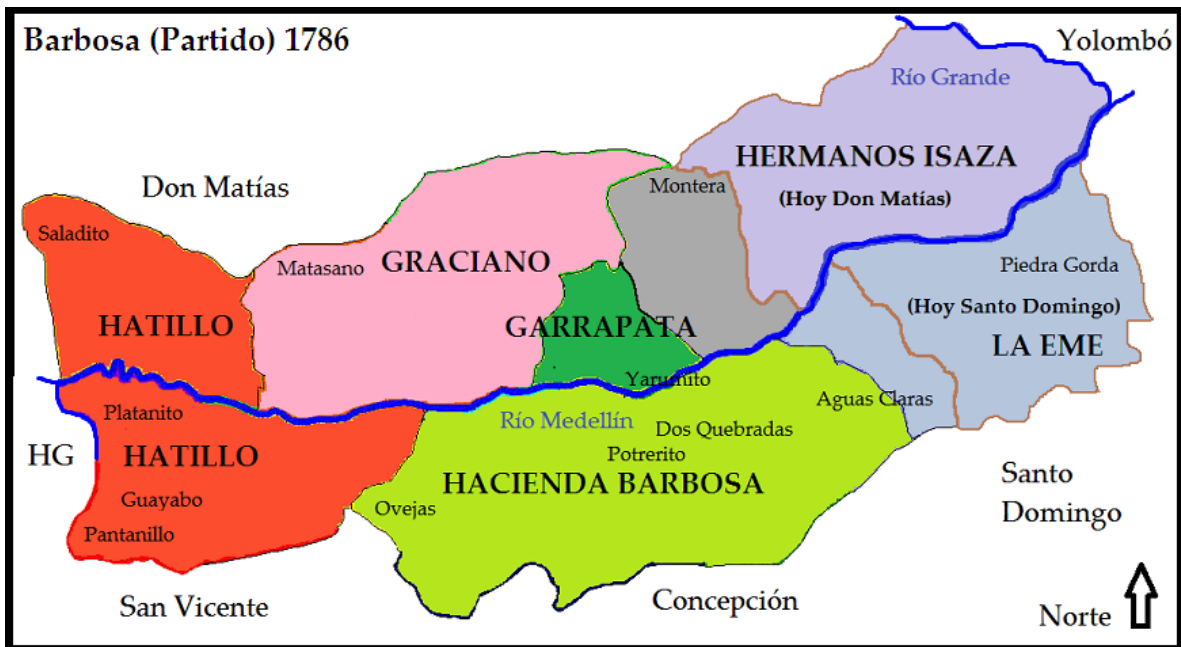 Barbosa (Partido) 1786
Yolombó
Río Grande
HERMANOS ISAZA
(Hoy Don Matías)
Montera
Don Matías
Saladito
Matasano
GRACIANO
Piedra Gorda
(Hoy Santo Domingo)
LA EME
HATILLO
GARRAPATA
Yarumito
Aguas Claras
Platanito
Río Medellín
Dos Quebradas
HG
HATILLO
Potrerito
HACIENDA BARBOSA
Guayabo
Ovejas
Pantanillo
Santo
Domingo
San Vicente
Concepción
Norte